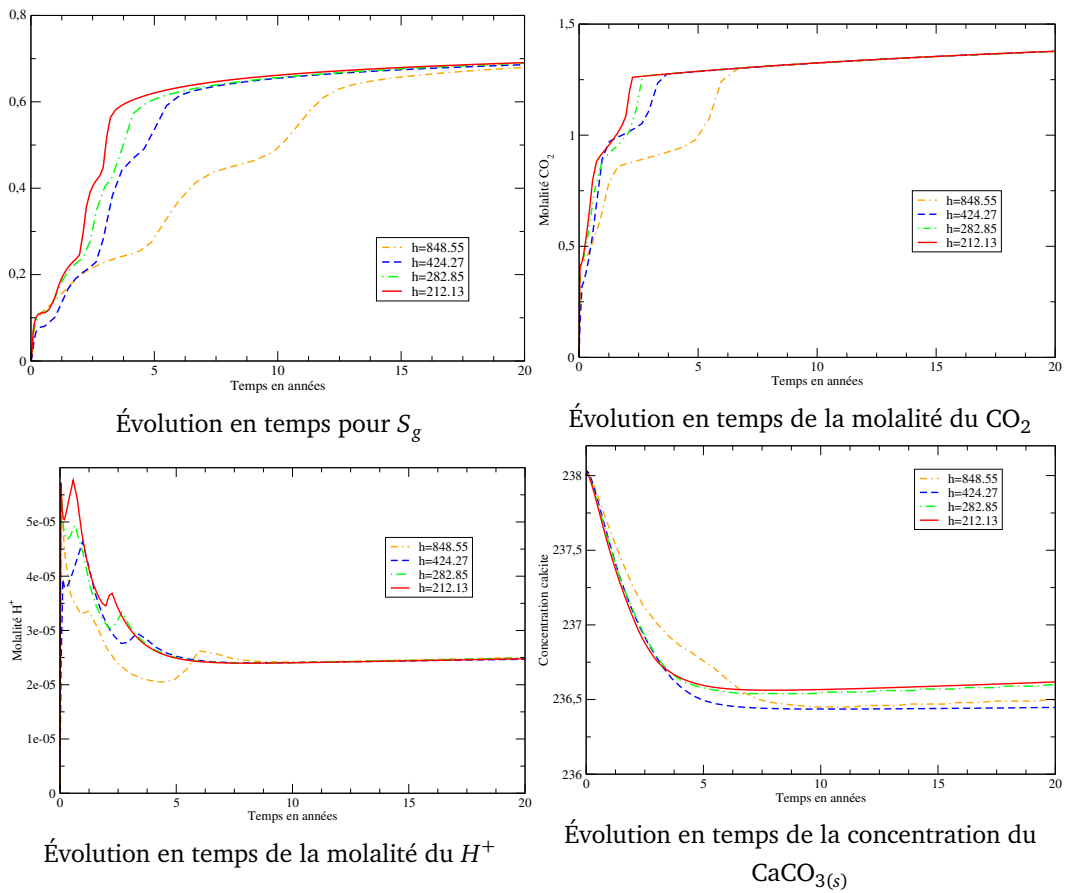 0,8
0,6
0,4
0,2
0
0 5 10 15 20
Temps en années
h=848.55
h=424.27
h=282.85
h=212.13
Évolution en temps pour S_g
1,5
1
0,5
0
Molalité CO2
0 5 10 15 20
Temps en années
h=848.55
h=424.27
h=282.85
h=212.13
Évolution en temps de la molalité du CO2
5e-05
4e-05
3e-05
2e-05
1e-05
0
Molalité H+
0 5 10 15 20
Temps en années
h=848.55
h=424.27
h=282.85
h=212.13
Évolution en temps de la molalité du H+
238
237,5
237
236,5
236
Concentration calcite
0 5 10 15 20
Temps en années
h=848.55
h=424.27
h=282.85
h=212.13
Évolution en temps de la concentration du
CaCO3(s)